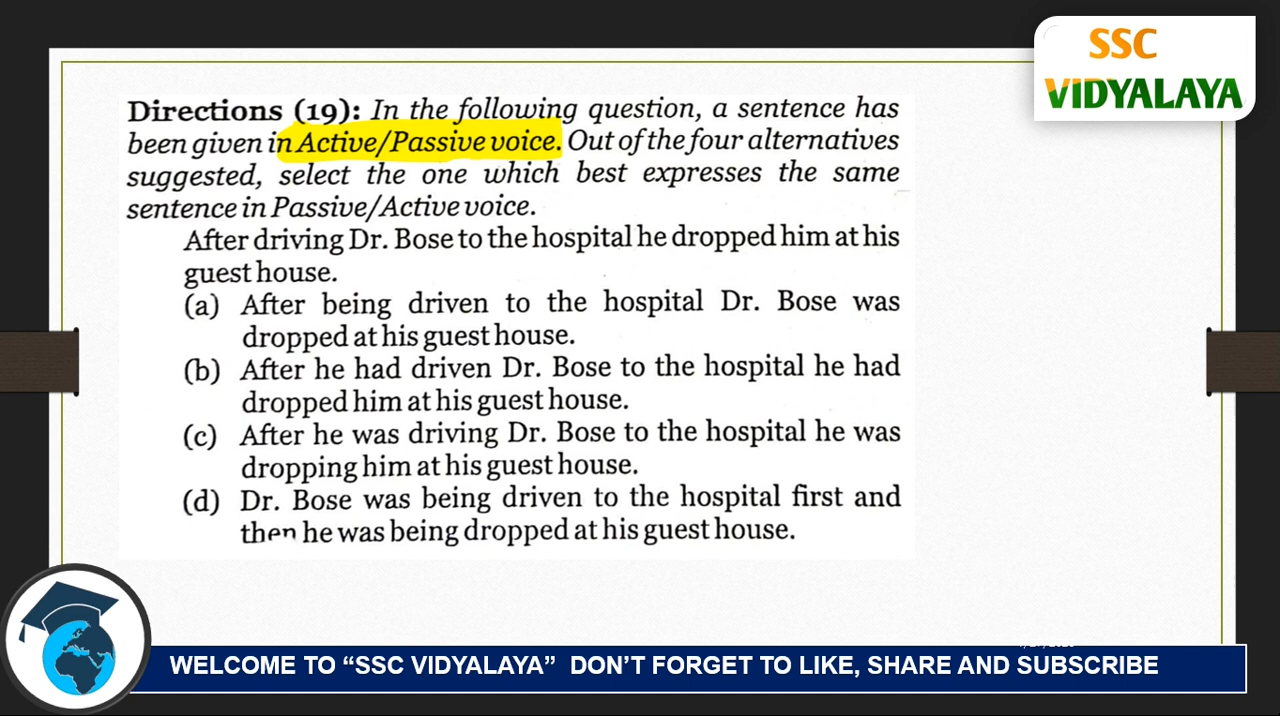 SSC
VIDYALAYA
Directions (19): In the following question, a sentence has
been given in Active/Passive voice. Out of the four alternatives
suggested, select the one which best expresses the same
sentence in Passive/Active voice.
After driving Dr. Bose to the hospital he dropped him at his
guest house.
(a) After being driven to the hospital Dr. Bose was
dropped at his guest house.
(b) After he had driven Dr. Bose to the hospital he had
dropped him at his guest house.
(c) After he was driving Dr. Bose to the hospital he was
dropping him at his guest house.
(d) Dr. Bose was being driven to the hospital first and
then he was being dropped at his guest house.
WELCOME TO “SSC VIDYALAYA” DON’T FORGET TO LIKE, SHARE AND SUBSCRIBE